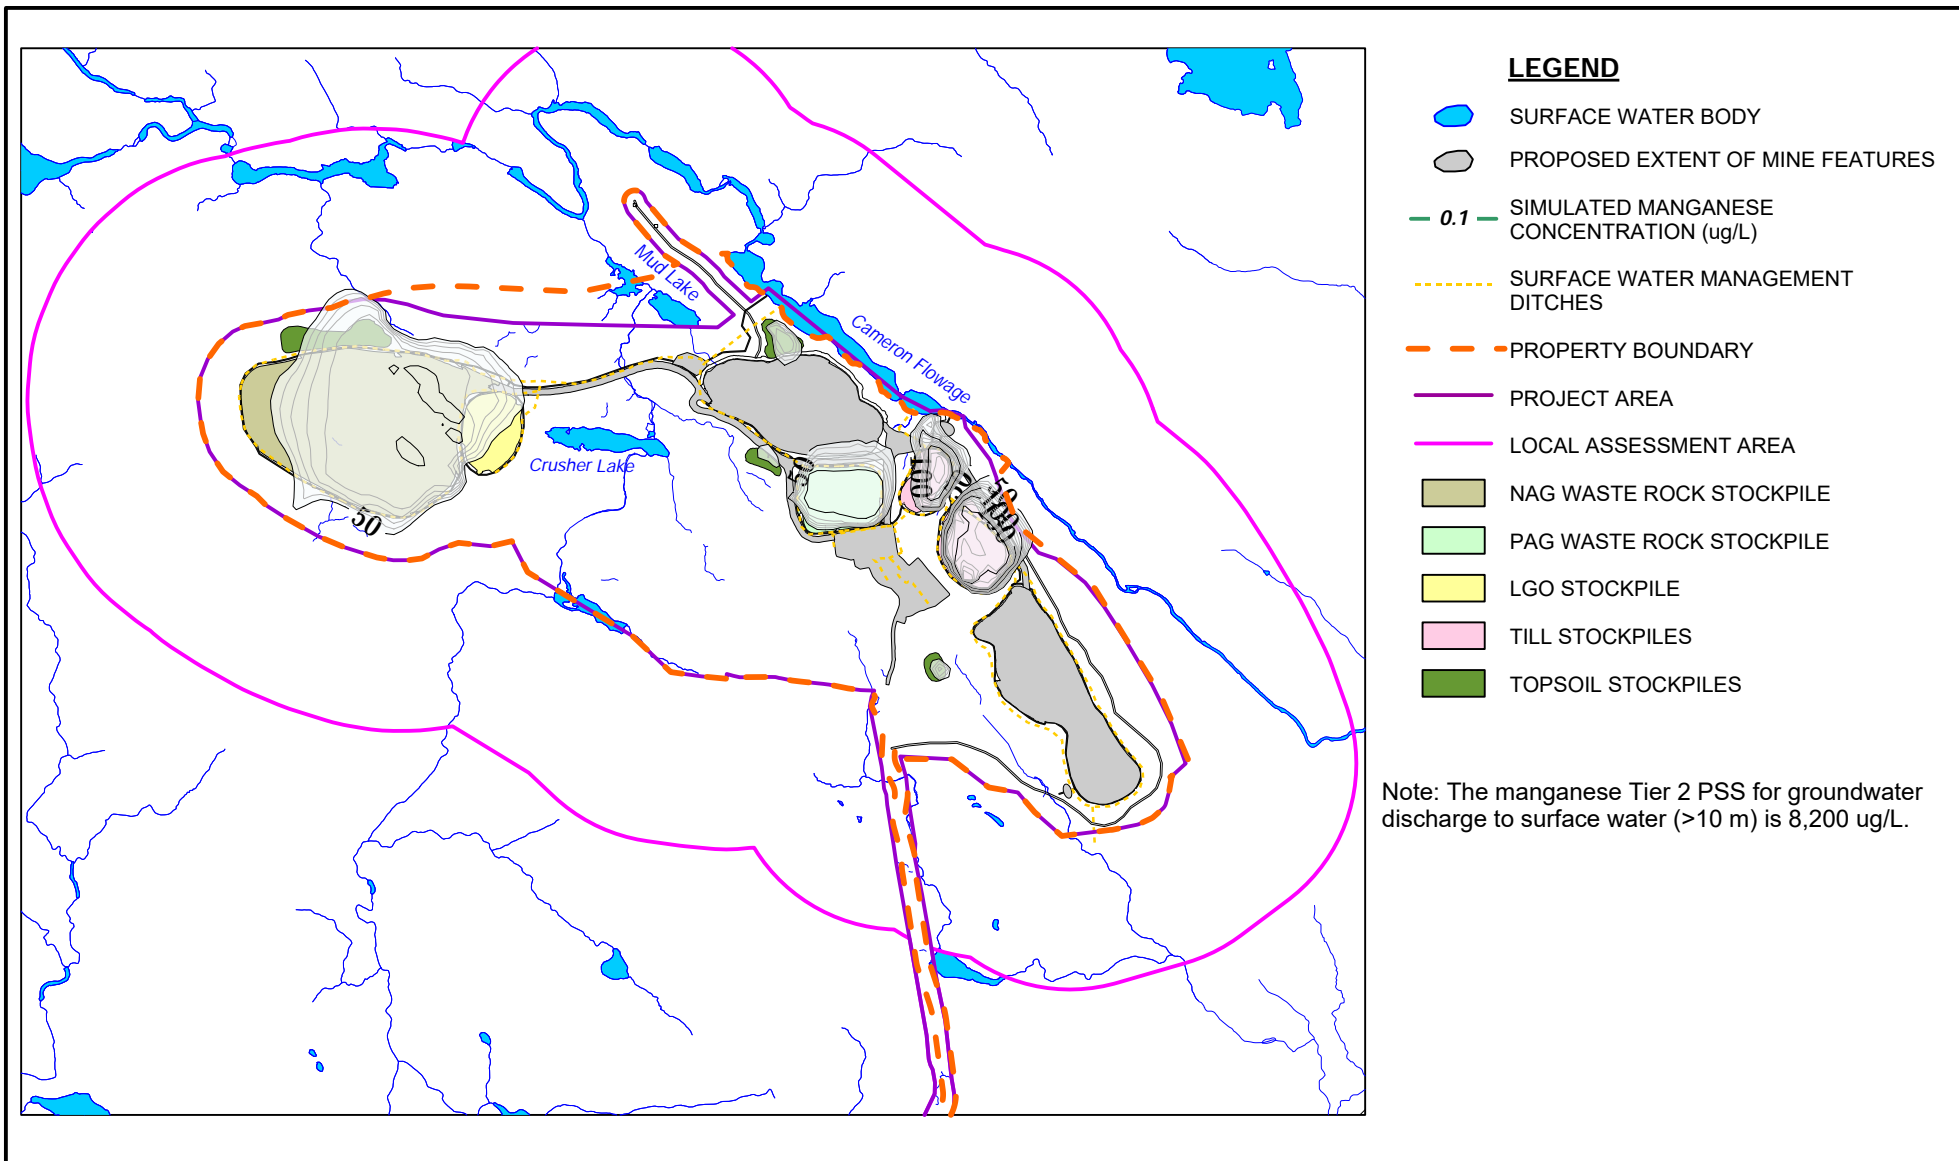 LEGEND
SURFACE WATER BODY
PROPOSED EXTENT OF MINE FEATURES
0.1
SIMULATED MANGANESE
CONCENTRATION (ug/L)
SURFACE WATER MANAGEMENT
DITCHES
PROPERTY BOUNDARY
PROJECT AREA
LOCAL ASSESSMENT AREA
NAG WASTE ROCK STOCKPILE
PAG WASTE ROCK STOCKPILE
LGO STOCKPILE
TILL STOCKPILES
TOPSOIL STOCKPILES
Note: The manganese Tier 2 PSS for groundwater
discharge to surface water (>10 m) is 8,200 ug/L.
Mud Lake
Cameron Flowage
Crusher Lake
50
50
100